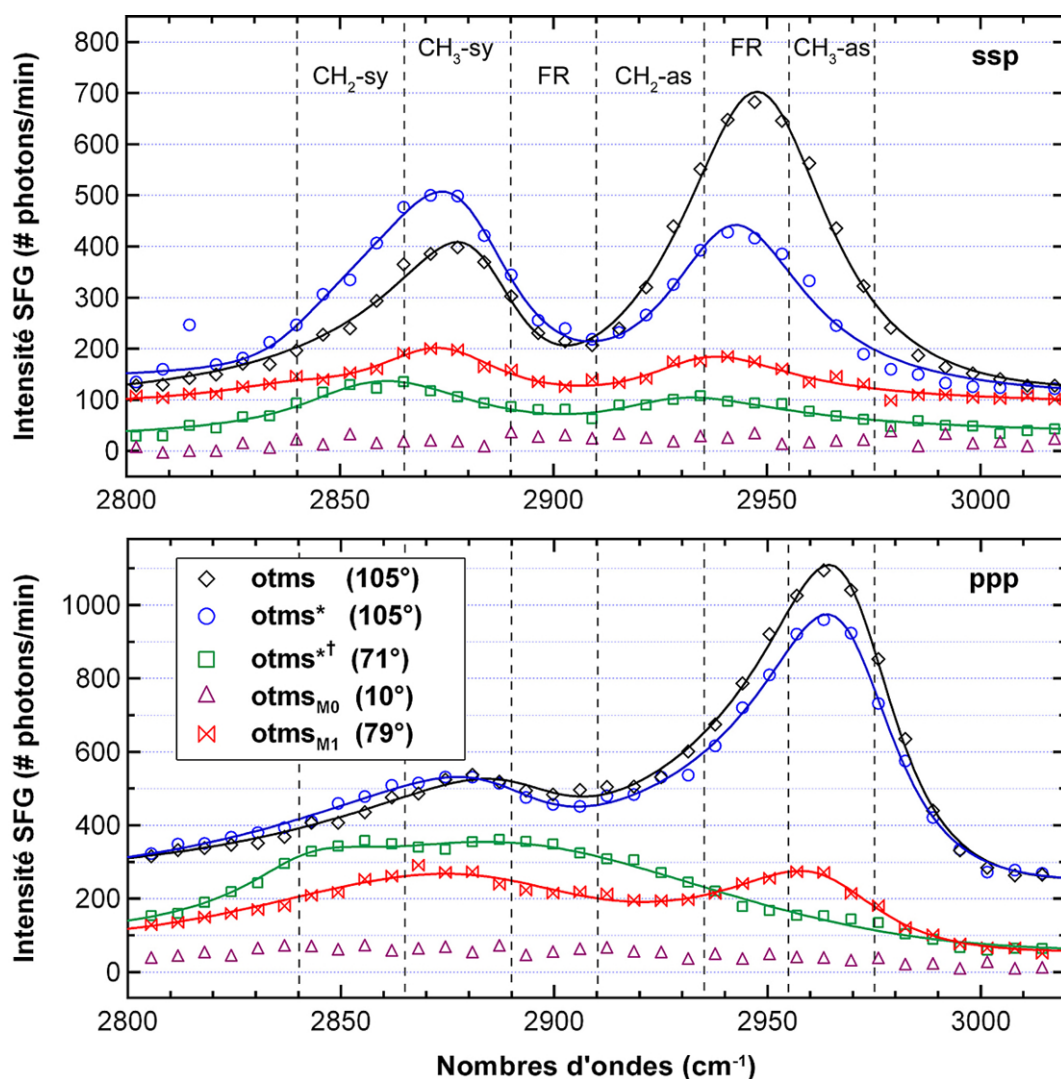 ssp
CH₃-sy FR CH₃-as
CH₂-sy FR CH₂-as
800
700
600
500
400
300
200
100
0
Intensité SFG (# photons/min)
2800 2850 2900 2950 3000
ppp
otms (105°)
otms* (105°)
otms*† (71°)
otmsM0 (10°)
otmsM1 (79°)
1000
800
600
400
200
0
Intensité SFG (# photons/min)
2800 2850 2900 2950 3000
Nombres d'ondes (cm⁻¹)